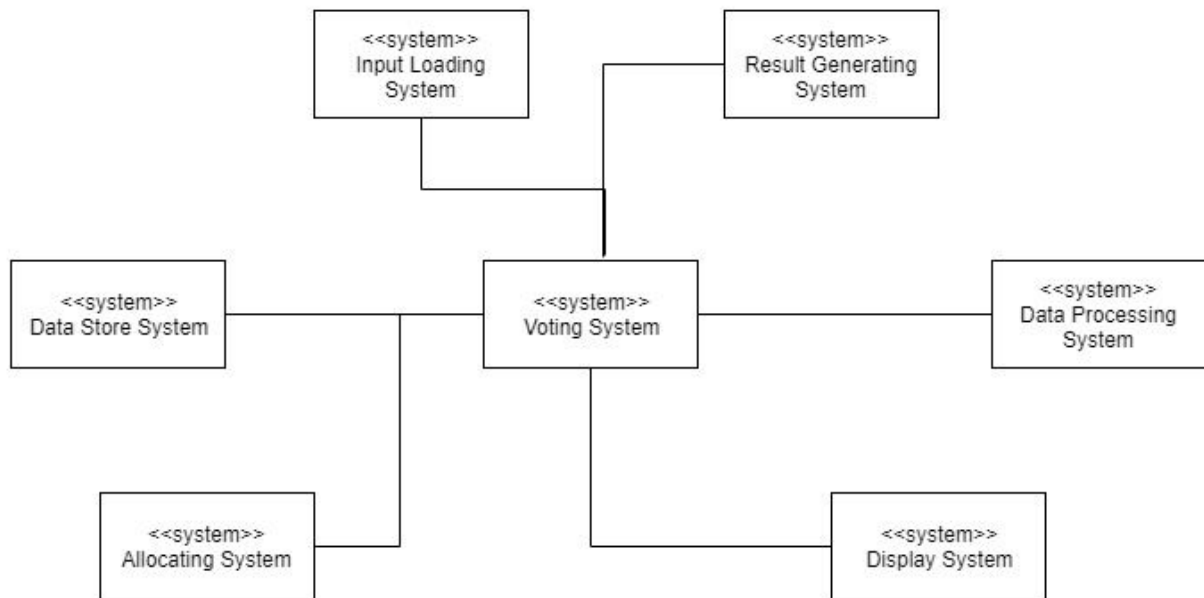 <<system>>
Input Loading
System
<<system>>
Result Generating
System
<<system>>
Data Store System
<<system>>
Voting System
<<system>>
Data Processing
System
<<system>>
Allocating System
<<system>>
Display System